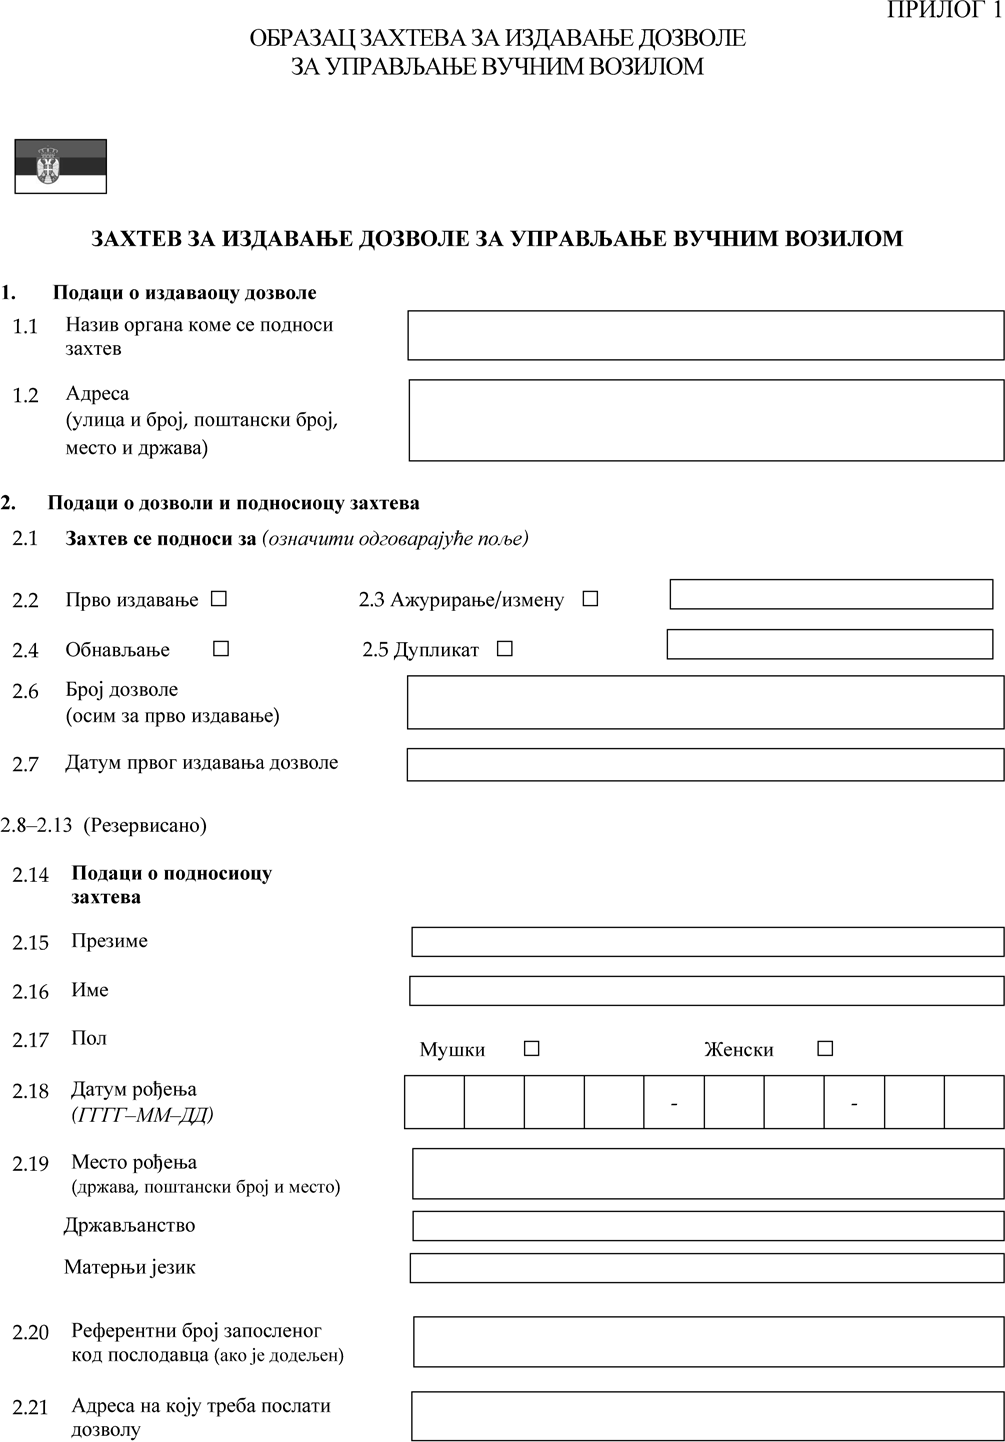 ПРИЛОГ 1
ОБРАЗАЦ ЗАХТЕВА ЗА ИЗДАВАЊЕ ДОЗВОЛЕ
ЗА УПРАВЉАЊЕ ВУЧНИМ ВОЗИЛОМ
ЗАХТЕВ ЗА ИЗДАВАЊЕ ДОЗВОЛЕ ЗА УПРАВЉАЊЕ ВУЧНИМ ВОЗИЛОМ
1. Подаци о издаваоцу дозволе
1.1 Назив органа коме се подноси
захтев
1.2 Адреса
(улица и број, поштански број,
место и држава)
2. Подаци о дозволи и подносиоцу захтева
2.1 Захтев се подноси за (означити одговарајуће поље)
2.2 Прво издавање ☐ 2.3 Ажурирање/измену ☐
2.4 Обнављање ☐ 2.5 Дупликат ☐
2.6 Број дозволе
(осим за прво издавање)
2.7 Датум првог издавања дозволе
2.8–2.13 (Резервисано)
2.14 Подаци о подносиоцу
захтева
2.15 Презиме
2.16 Име
2.17 Пол
Мушки ☐ Женски ☐
2.18 Датум рођења
(ГГГГ–ММ–ДД)
- -
2.19 Место рођења
(држава, поштански број и место)
Држављанство
Матерњи језик
2.20 Референтни број запосленог
код послодавца (ако је додељен)
2.21 Адреса на коју треба послати
дозволу